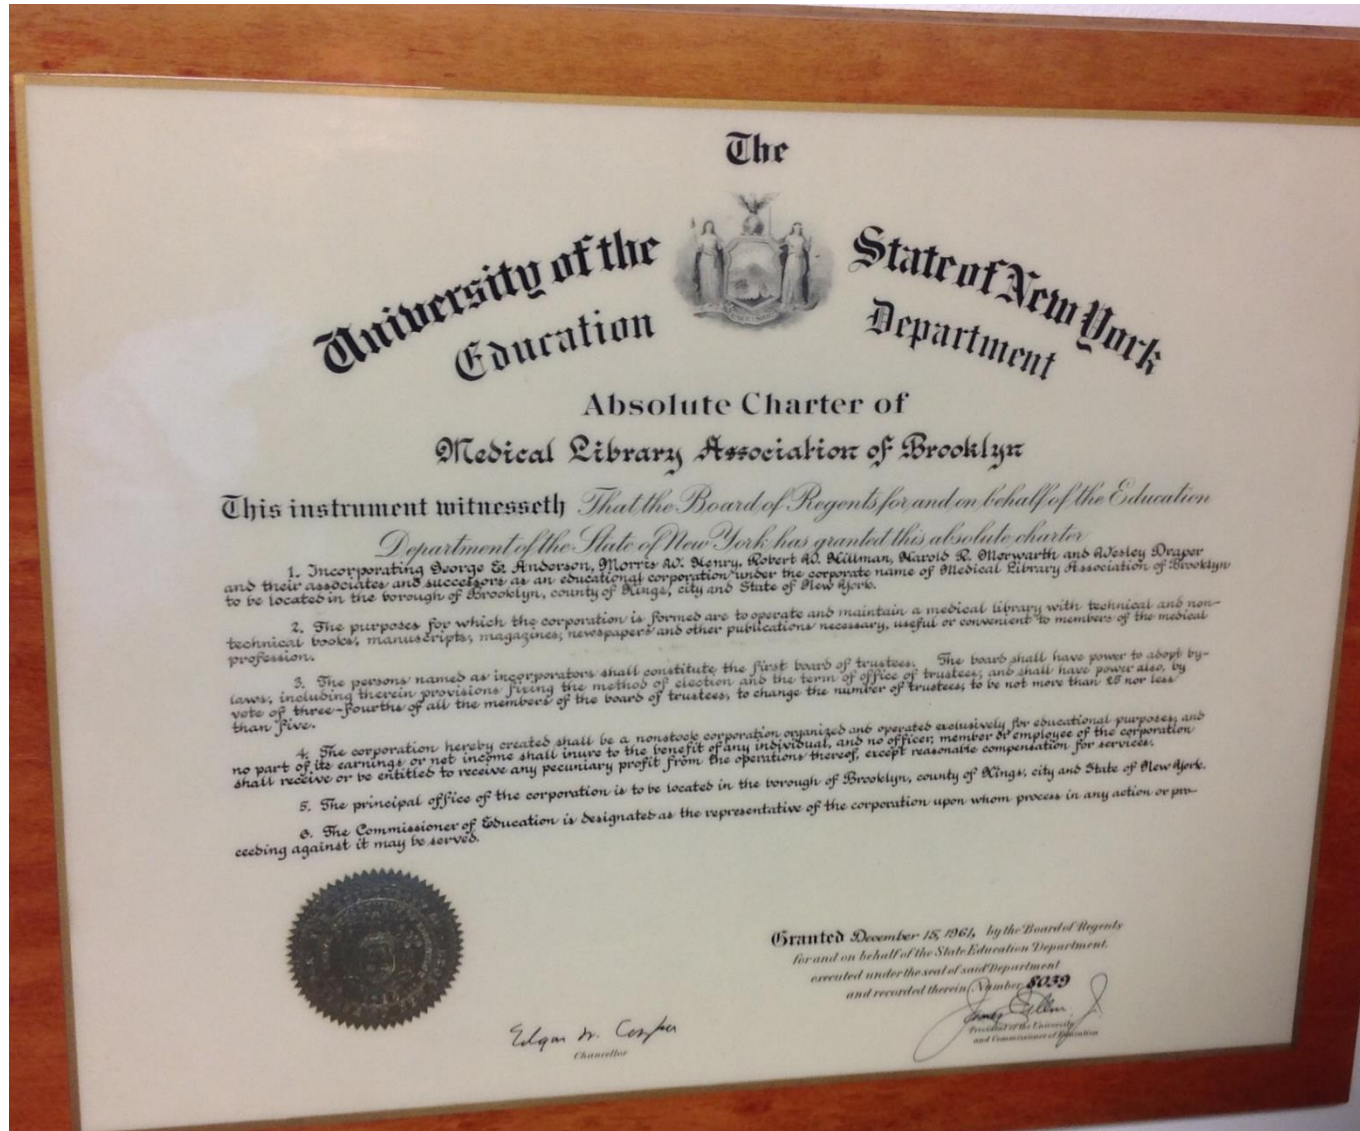 The
University of the State of New York
Education Department
Absolute Charter of
Medical Library Association of Brooklyn
This instrument witnesseth That the Board of Regents for and on behalf of the Education
Department of the State of New York has granted this absolute charter
1. Incorporating George E. Anderson, Morris W. Henry, Robert W. Hillman, Harold R. Morwarth and Wesley Draper
and their associates and successors as an educational corporation under the corporate name of Medical Library Association of Brooklyn
to be located in the borough of Brooklyn, county of Kings, city and State of New York.
2. The purposes for which the corporation is formed are to operate and maintain a medical library with technical and non-
technical books, manuscripts, magazines, newspapers and other publications necessary, useful or convenient to members of the medical
profession.
3. The persons named as incorporators shall constitute the first board of trustees. The board shall have power to adopt by-
laws, including therein provisions fixing the method of election and the term of office of trustees, and shall have power also, by
vote of three-fourths of all the members of the board of trustees, to change the number of trustees, to be not more than 25 nor less
than five.
4. The corporation hereby created shall be a nonstock corporation organized and operated exclusively for educational purposes, and
no part of its earnings or net income shall inure to the benefit of any individual, and no officer, member or employee of the corporation
shall receive or be entitled to receive any pecuniary profit from the operations thereof, except reasonable compensation for services.
5. The principal office of the corporation is to be located in the borough of Brooklyn, county of Kings, city and State of New York.
6. The Commissioner of Education is designated as the representative of the corporation upon whom process in any action or pro-
ceeding against it may be served.
Granted December 15, 1961, by the Board of Regents
for and on behalf of the State Education Department
executed under the seal of said Department
and recorded therein Number 8039
Edgar W. Couper
Chancellor
President of the University
and Commissioner of Education